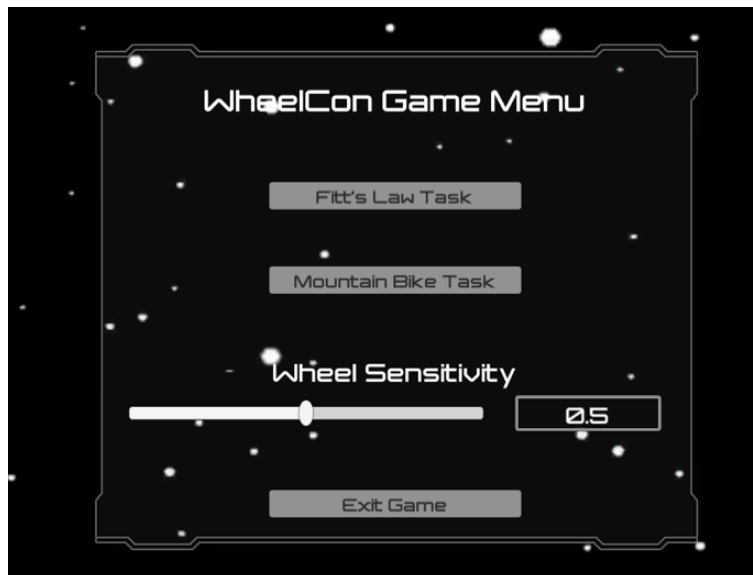 WheelCon Game Menu
Fitt's Law Task
Mountain Bike Task
Wheel Sensitivity
0.5
Exit Game